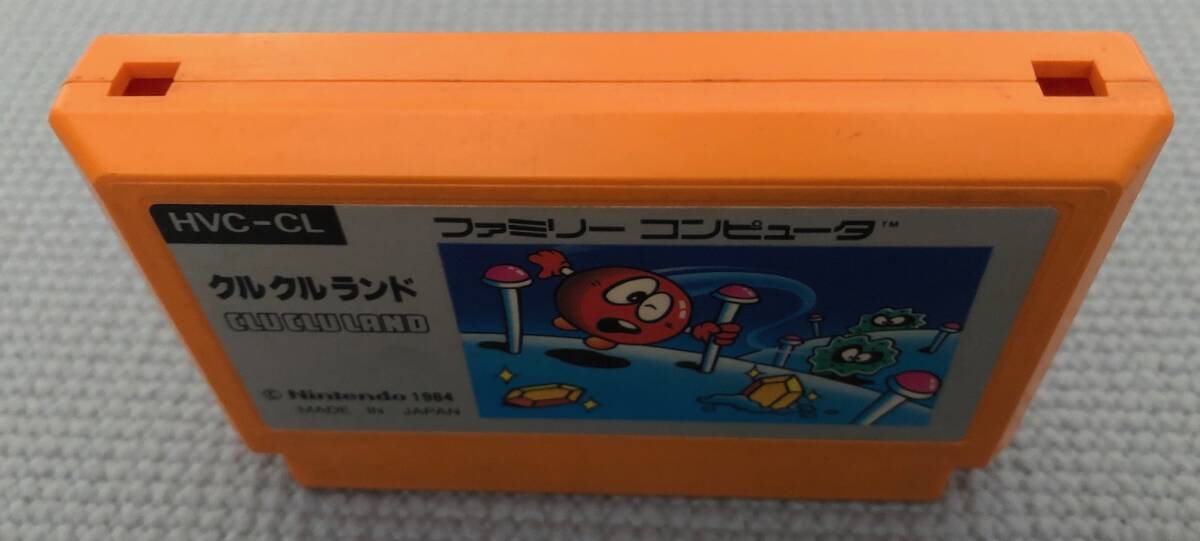 HVC-CL
ファミリー コンピュータ™
クルクルランド
CLU CLU LAND
© Nintendo 1984
MADE IN JAPAN